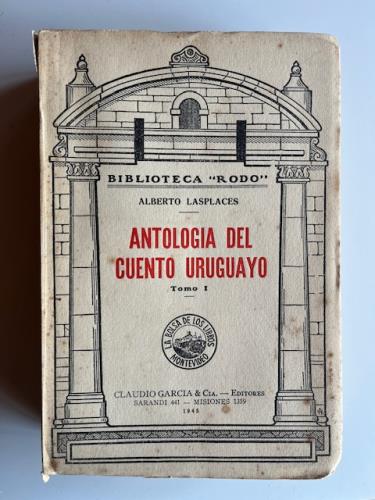 BIBLIOTECA "RODO"
ALBERTO LASPLACES
ANTOLOGIA DEL
CUENTO URUGUAYO
Tomo I
LA BOLSA DE LOS LIBROS
MONTEVIDEO
CLAUDIO GARCIA & Cia. — EDITORES
SARANDI 441 — MISIONES 1359
1943